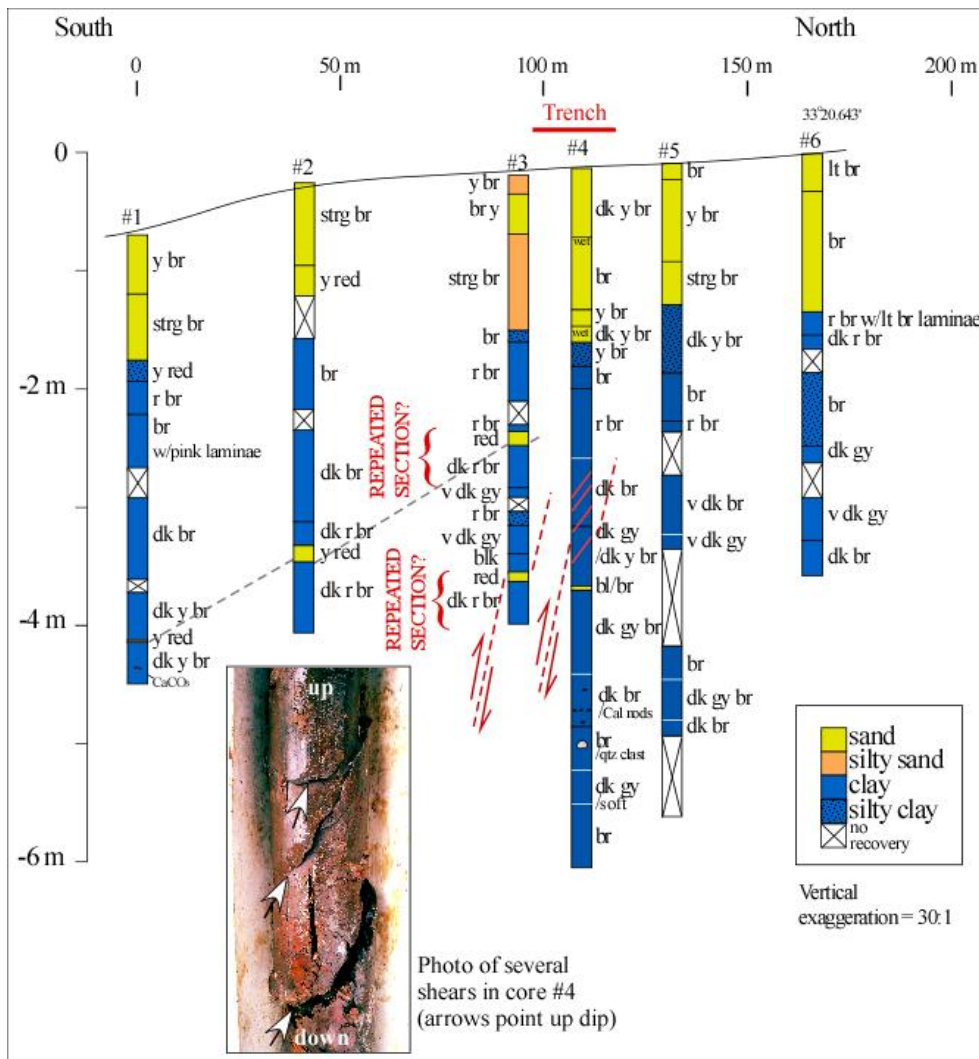 South
North
0
50 m
100 m
150 m
200 m
Trench
33°20.643'
0
-2 m
-4 m
-6 m
#1
y br
strg br
y red
r br
br
w/pink laminae
dk br
dk y br
y red
dk y br
CaCOs
#2
strg br
y red
br
dk br
dk r br
y red
dk r br
REPEATED
SECTION?
REPEATED
SECTION?
#3
y br
br y
strg br
br
r br
r br
red
dk r br
v dk gy
r br
v dk gy
blk
red
dk r br
#4
dk y br
wet
br
y br
wet
dk y br
y br
br
r br
dk br
dk gy
/dk y br
bl/br
dk gy br
dk br
/Cal nods
br
/qtz clast
dk gy
/soft
br
#5
br
y br
strg br
dk y br
br
r br
v dk br
v dk gy
br
dk gy br
dk br
#6
lt br
br
r br w/lt br laminae
dk r br
br
dk gy
v dk gy
dk br
up
down
Photo of several
shears in core #4
(arrows point up dip)
sand
silty sand
clay
silty clay
no
recovery
Vertical
exaggeration = 30:1